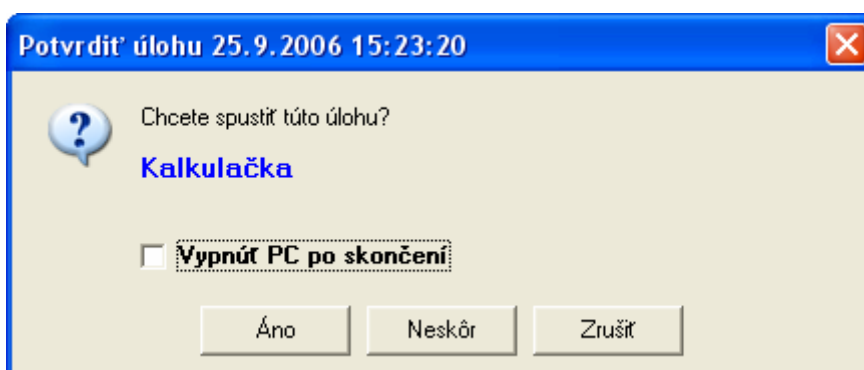 Potvrdiť úlohu 25.9.2006 15:23:20
Chcete spustiť túto úlohu?
Kalkulačka
Vypnúť PC po skončení
Áno Neskôr Zrušiť